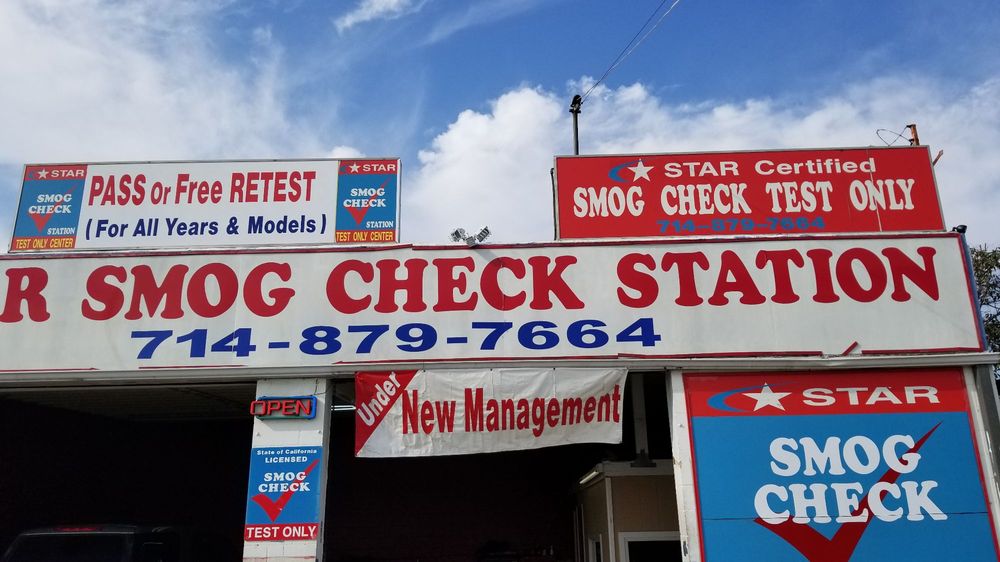 STAR
SMOG
CHECK
STATION
TEST ONLY CENTER
PASS or Free RETEST
(For All Years & Models)
STAR
SMOG
CHECK
STATION
TEST ONLY CENTER
STAR Certified
SMOG CHECK TEST ONLY
714-879-7664
R SMOG CHECK STATION
714-879-7664
OPEN
State of California
LICENSED
SMOG
CHECK
TEST ONLY
Under
New Management
STAR
SMOG
CHECK